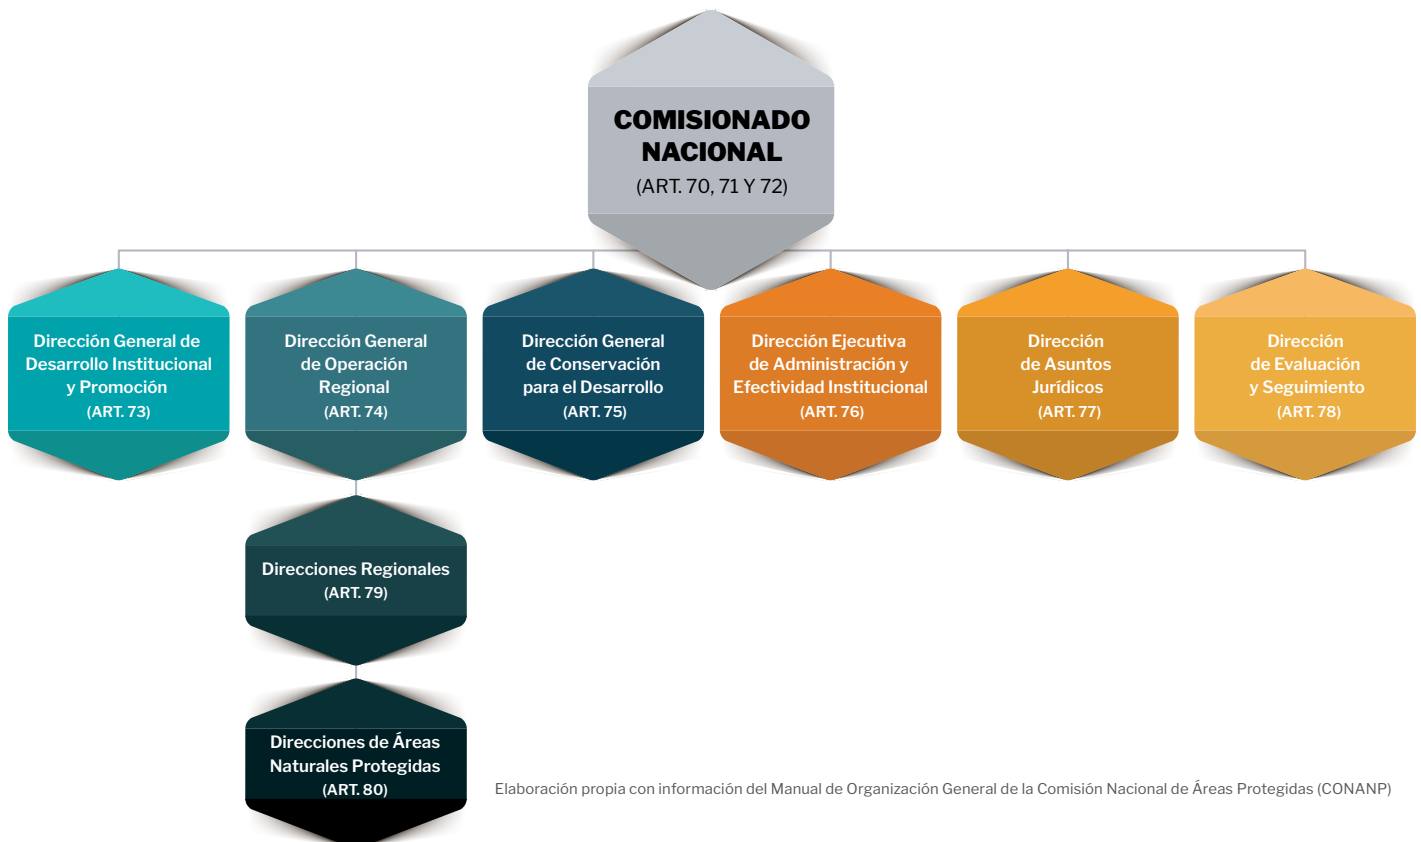 COMISIONADO
NACIONAL
(ART. 70, 71 Y 72)
Dirección General de
Desarrollo Institucional
y Promoción
(ART. 73)
Dirección General
de Operación
Regional
(ART. 74)
Dirección General
de Conservación
para el Desarrollo
(ART. 75)
Dirección Ejecutiva
de Administración y
Efectividad Institucional
(ART. 76)
Dirección
de Asuntos
Jurídicos
(ART. 77)
Dirección
de Evaluación
y Seguimiento
(ART. 78)
Direcciones Regionales
(ART. 79)
Direcciones de Áreas
Naturales Protegidas
(ART. 80)
Elaboración propia con información del Manual de Organización General de la Comisión Nacional de Áreas Protegidas (CONANP)